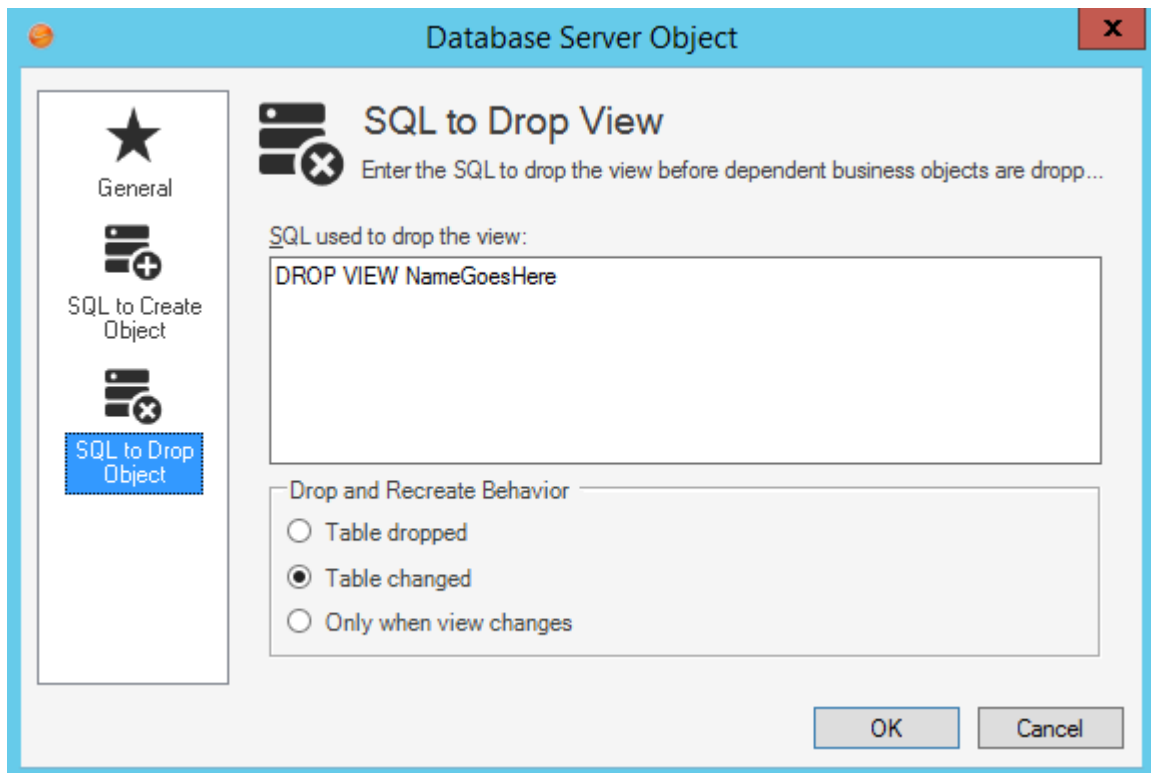 Database Server Object
x
General
SQL to Create
Object
SQL to Drop
Object
SQL to Drop View
Enter the SQL to drop the view before dependent business objects are dropp...
SQL used to drop the view:
DROP VIEW NameGoesHere
Drop and Recreate Behavior
Table dropped
Table changed
Only when view changes
OK
Cancel